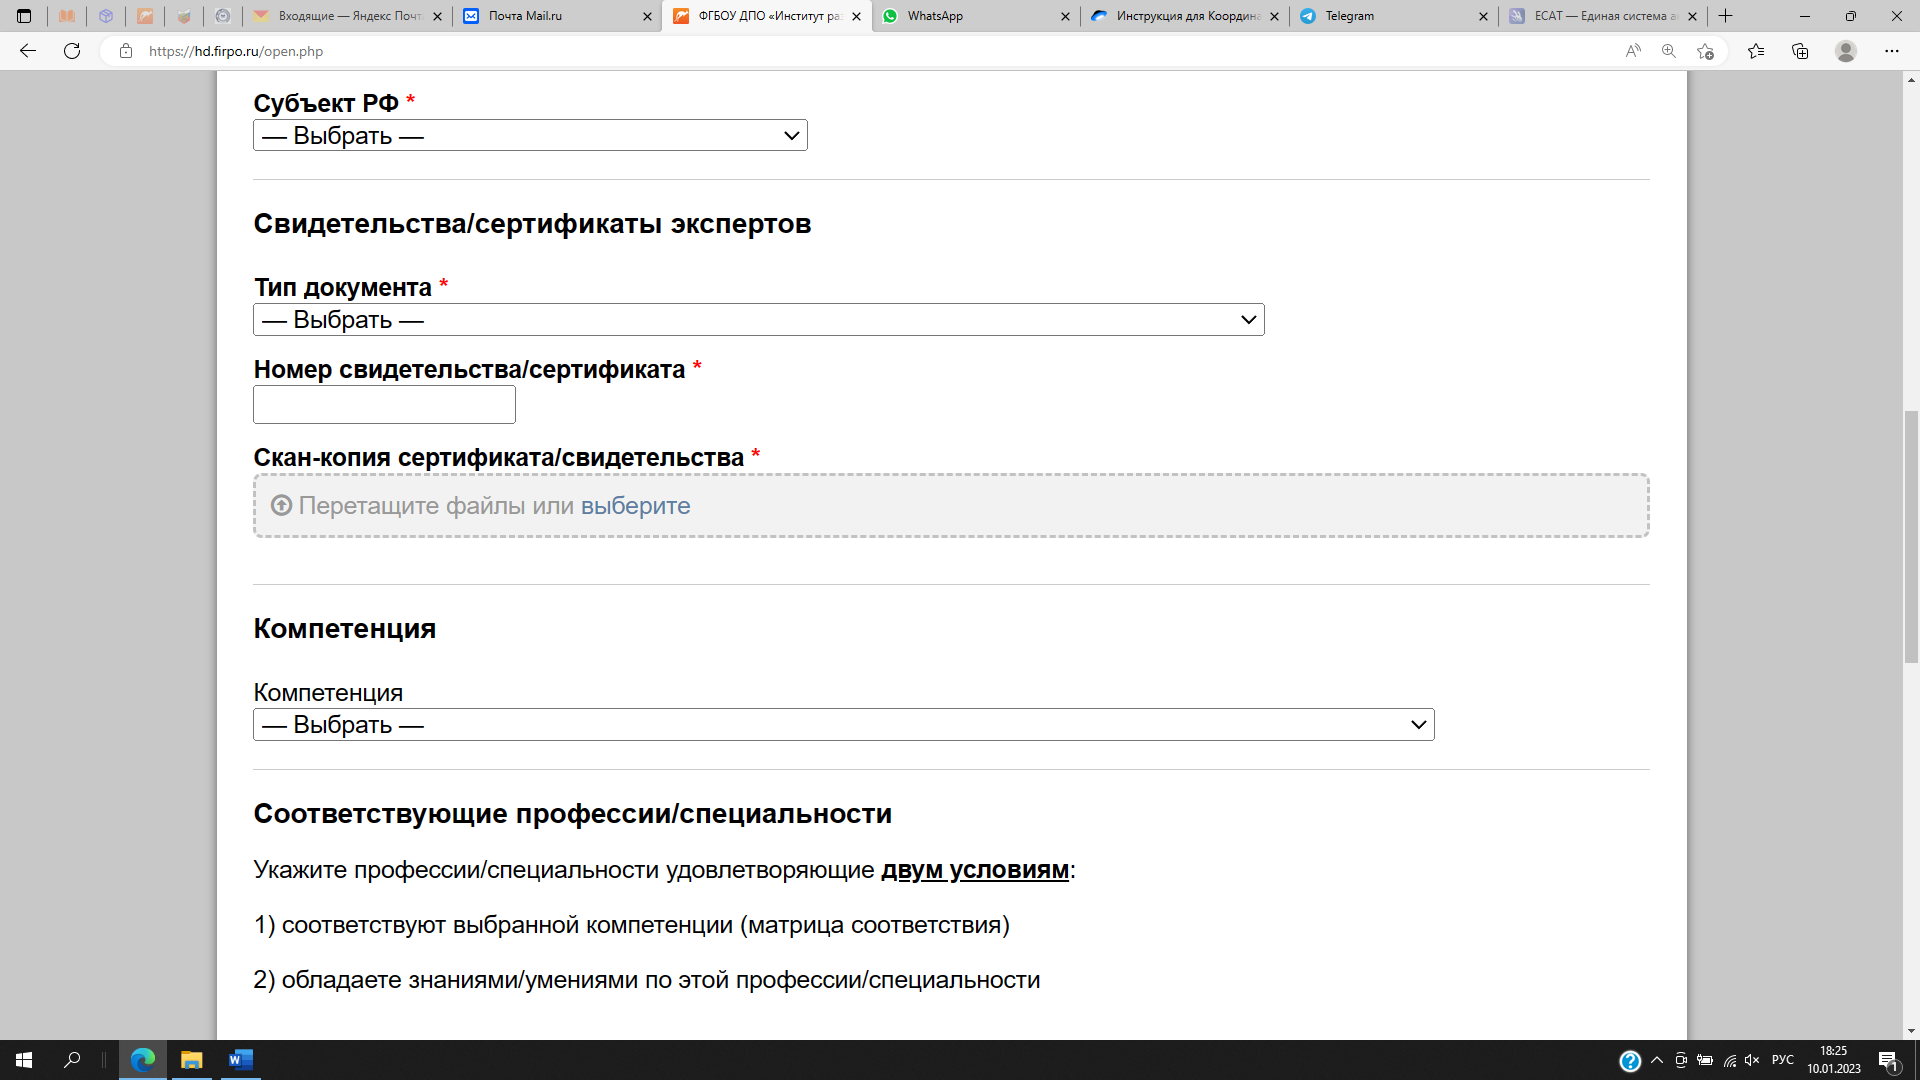 Входящие — Яндекс Почт
Почта Mail.ru
ФГБОУ ДПО «Институт ра
WhatsApp
Инструкция для Координа
Telegram
ЕСАТ — Единая система а
https://hd.firpo.ru/open.php
Субъект РФ *
— Выбрать —
Свидетельства/сертификаты экспертов
Тип документа *
— Выбрать —
Номер свидетельства/сертификата *
Скан-копия сертификата/свидетельства *
Перетащите файлы или выберите
Компетенция
Компетенция
— Выбрать —
Соответствующие профессии/специальности
Укажите профессии/специальности удовлетворяющие двум условиям:
1) соответствуют выбранной компетенции (матрица соответствия)
2) обладаете знаниями/умениями по этой профессии/специальности
РУС
18:25
10.01.2023
1